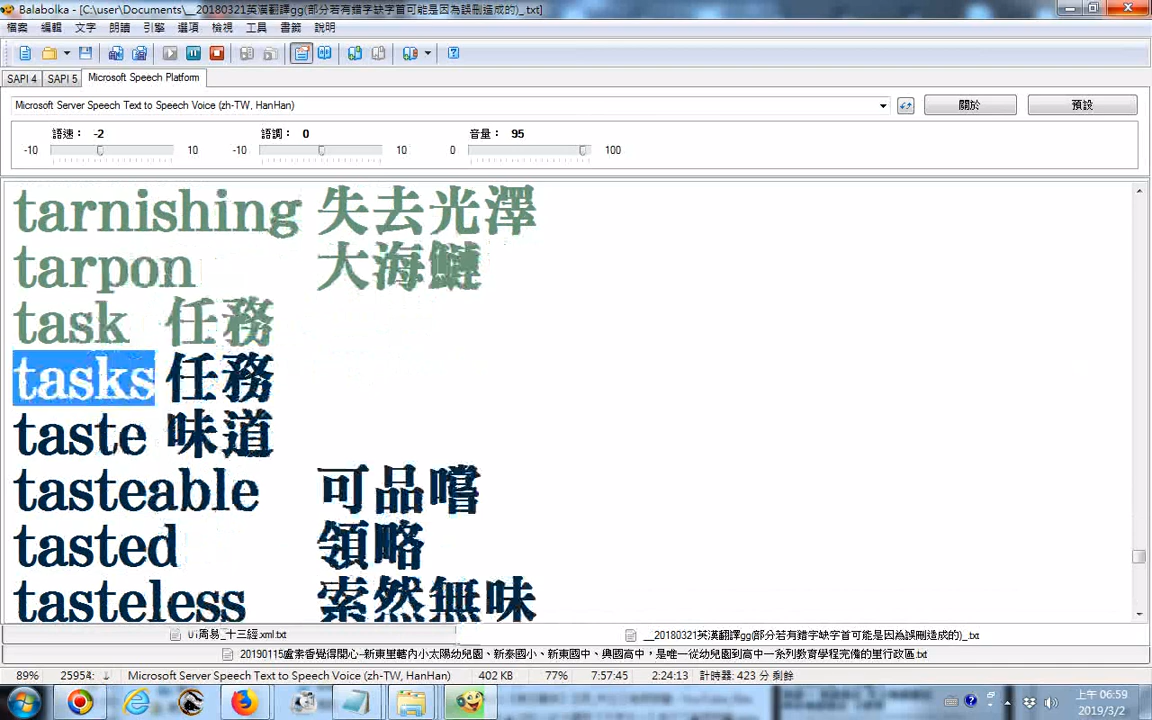 Balabolka - [C:\user\Documents\__20180321英漢翻譯gg(部分若有錯字缺字首可能是因為誤刪造成的)_.txt]
檔案 編輯 文字 朗讀 引擎 選項 檢視 工具 書籤 說明
SAPI 4 SAPI 5 Microsoft Speech Platform
Microsoft Server Speech Text to Speech Voice (zh-TW, HanHan) 關於 預設
語速： -2 語調： 0 音量： 95
-10 10 -10 10 0 100
tarnishing 失去光澤
tarpon 大海鰱
task 任務
tasks 任務
taste 味道
tasteable 可品嚐
tasted 領略
tasteless 索然無味
周易_十三經.xml.txt __20180321英漢翻譯gg(部分若有錯字缺字首可能是因為誤刪造成的)_.txt
20190115盧素香覺得開心-新東里轄內小太陽幼兒園、新泰國小、新東國中、興國高中，是唯一從幼兒園到高中一系列教育學程完備的里行政區.txt
89% 25954: Microsoft Server Speech Text to Speech Voice (zh-TW, HanHan) 402 KB 77% 7:57:45 2:24:13 計時器: 423 分 剩餘
上午 06:59
2019/3/2